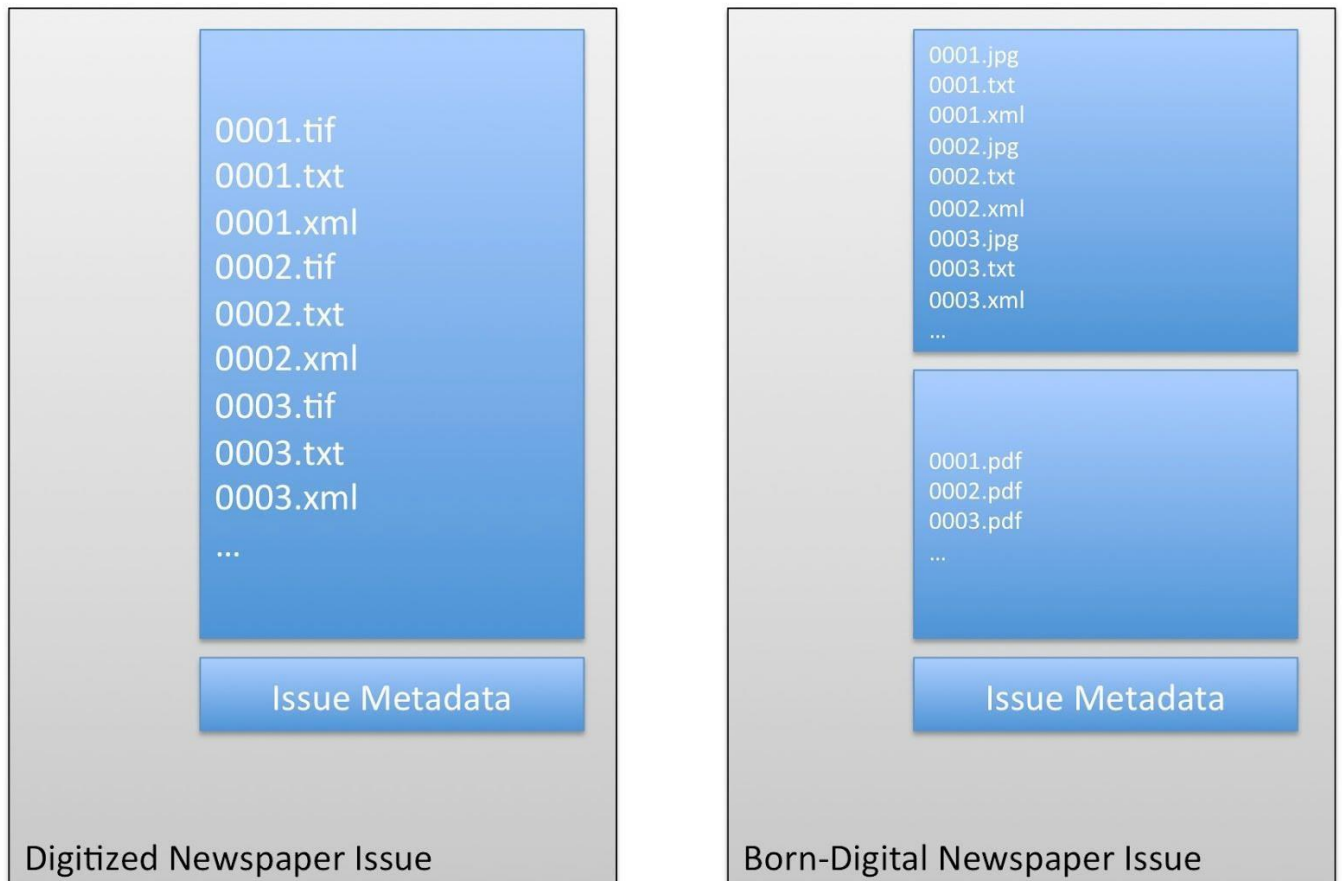 0001.tif
0001.txt
0001.xml
0002.tif
0002.txt
0002.xml
0003.tif
0003.txt
0003.xml
...
Issue Metadata
Digitized Newspaper Issue
0001.jpg
0001.txt
0001.xml
0002.jpg
0002.txt
0002.xml
0003.jpg
0003.txt
0003.xml
...
0001.pdf
0002.pdf
0003.pdf
...
Issue Metadata
Born-Digital Newspaper Issue